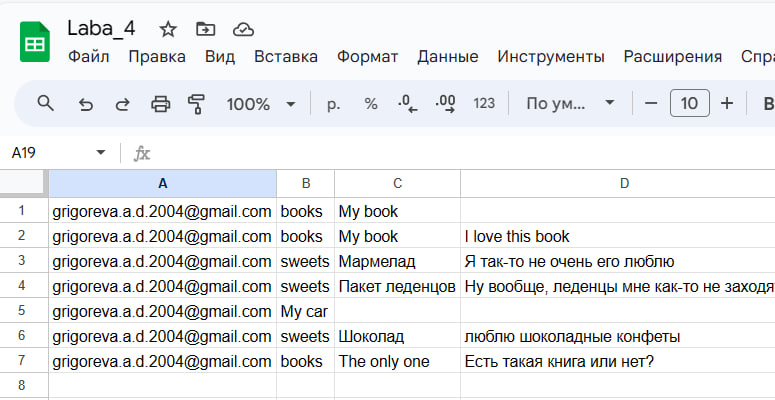 Laba_4
Файл Правка Вид Вставка Формат Данные Инструменты Расширения Спра
100% р. % .0 .00 123 По ум... 10 B
A19 fx
A B C D
1 grigoreva.a.d.2004@gmail.com books My book
2 grigoreva.a.d.2004@gmail.com books My book I love this book
3 grigoreva.a.d.2004@gmail.com sweets Мармелад Я так-то не очень его люблю
4 grigoreva.a.d.2004@gmail.com sweets Пакет леденцов Ну вообще, леденцы мне как-то не заходя
5 grigoreva.a.d.2004@gmail.com My car
6 grigoreva.a.d.2004@gmail.com sweets Шоколад люблю шоколадные конфеты
7 grigoreva.a.d.2004@gmail.com books The only one Есть такая книга или нет?
8